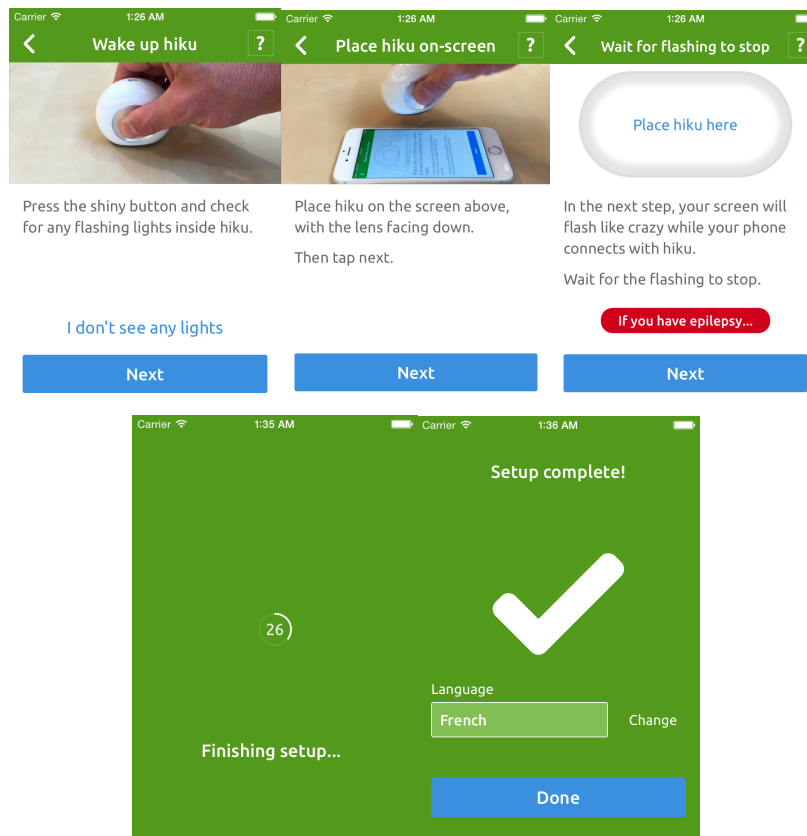 Carrier 1:26 AM
Wake up hiku ?
Press the shiny button and check
for any flashing lights inside hiku.
I don't see any lights
Next
Carrier 1:26 AM
Place hiku on-screen ?
Place hiku on the screen above,
with the lens facing down.
Then tap next.
Next
Carrier 1:26 AM
Wait for flashing to stop ?
Place hiku here
In the next step, your screen will
flash like crazy while your phone
connects with hiku.
Wait for the flashing to stop.
If you have epilepsy...
Next
Carrier 1:35 AM
26
Finishing setup...
Carrier 1:36 AM
Setup complete!
Language
French Change
Done